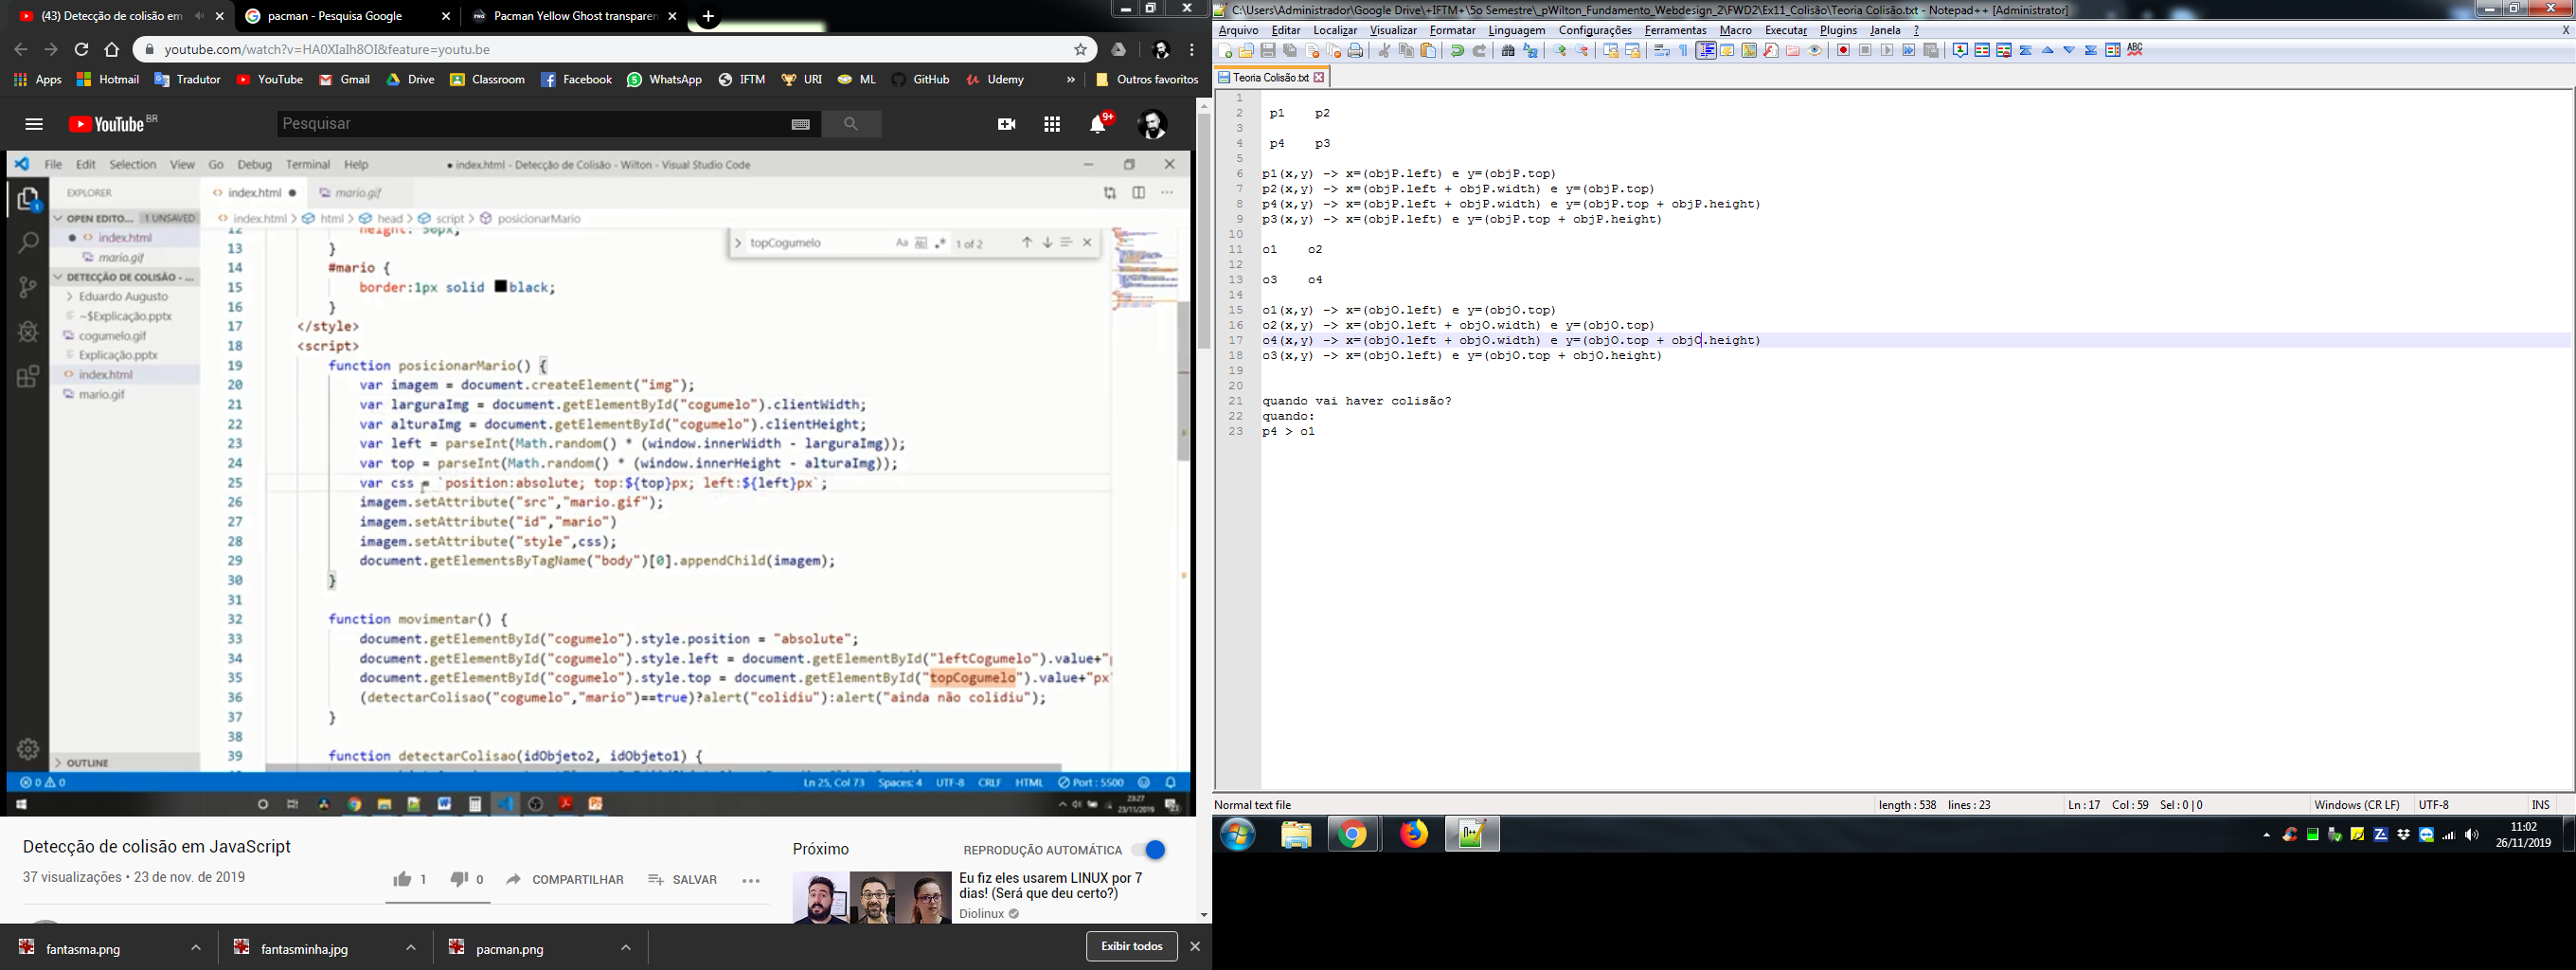 (43) Detecção de colisão em
pacman - Pesquisa Google
Pacman Yellow Ghost transparen
youtube.com/watch?v=HA0XIaIh8OI&feature=youtu.be
Apps Hotmail Tradutor YouTube Gmail Drive Classroom Facebook WhatsApp IFTM URI ML GitHub Udemy » Outros favoritos
YouTube BR
Pesquisar
9+
File Edit Selection View Go Debug Terminal Help
● index.html - Detecção de Colisão - Wilton - Visual Studio Code
EXPLORER
OPEN EDITO... 1 UNSAVED
● index.html
mario.gif
DETECÇÃO DE COLISÃO - ...
Eduardo Augusto
~$Explicação.pptx
cogumelo.gif
Explicação.pptx
index.html
mario.gif
OUTLINE
index.html ●
mario.gif
index.html > html > head > script > posicionarMario
topCogumelo
1 of 2
12 height: 50px;
13 }
14 #mario {
15 border:1px solid black;
16 }
17 </style>
18 <script>
19 function posicionarMario() {
20 var imagem = document.createElement("img");
21 var larguraImg = document.getElementById("cogumelo").clientWidth;
22 var alturaImg = document.getElementById("cogumelo").clientHeight;
23 var left = parseInt(Math.random() * (window.innerWidth - larguraImg));
24 var top = parseInt(Math.random() * (window.innerHeight - alturaImg));
25 var css = `position:absolute; top:${top}px; left:${left}px`;
26 imagem.setAttribute("src","mario.gif");
27 imagem.setAttribute("id","mario")
28 imagem.setAttribute("style",css);
29 document.getElementsByTagName("body")[0].appendChild(imagem);
30 }
31
32 function movimentar() {
33 document.getElementById("cogumelo").style.position = "absolute";
34 document.getElementById("cogumelo").style.left = document.getElementById("leftCogumelo").value+"p
35 document.getElementById("cogumelo").style.top = document.getElementById("topCogumelo").value+"px"
36 (detectarColisao("cogumelo","mario")==true)?alert("colidiu"):alert("ainda não colidiu");
37 }
38
39 function detectarColisao(idObjeto2, idObjeto1) {
0 0
Ln 25, Col 73 Spaces: 4 UTF-8 CRLF HTML Port : 5500
23:27
23/11/2019
Detecção de colisão em JavaScript
37 visualizações • 23 de nov. de 2019
1 0 COMPARTILHAR SALVAR
Próximo
REPRODUÇÃO AUTOMÁTICA
Eu fiz eles usarem LINUX por 7
dias! (Será que deu certo?)
Diolinux
fantasma.png
fantasminha.jpg
pacman.png
Exibir todos
C:\Users\Administrador\Google Drive\+IFTM+\5o Semestre\_pWilton_Fundamento_Webdesign_2\FWD2\Ex11_Colisão\Teoria Colisão.txt - Notepad++ [Administrator]
Arquivo Editar Localizar Visualizar Formatar Linguagem Configurações Ferramentas Macro Executar Plugins Janela ? X
Teoria Colisão.txt
1
2 p1 p2
3
4 p4 p3
5
6 p1(x,y) -> x=(objP.left) e y=(objP.top)
7 p2(x,y) -> x=(objP.left + objP.width) e y=(objP.top)
8 p4(x,y) -> x=(objP.left + objP.width) e y=(objP.top + objP.height)
9 p3(x,y) -> x=(objP.left) e y=(objP.top + objP.height)
10
11 o1 o2
12
13 o3 o4
14
15 o1(x,y) -> x=(objO.left) e y=(objO.top)
16 o2(x,y) -> x=(objO.left + objO.width) e y=(objO.top)
17 o4(x,y) -> x=(objO.left + objO.width) e y=(objO.top + objO.height)
18 o3(x,y) -> x=(objO.left) e y=(objO.top + objO.height)
19
20
21 quando vai haver colisão?
22 quando:
23 p4 > o1
Normal text file
length : 538 lines : 23
Ln : 17 Col : 59 Sel : 0 | 0
Windows (CR LF)
UTF-8
INS
11:02
26/11/2019